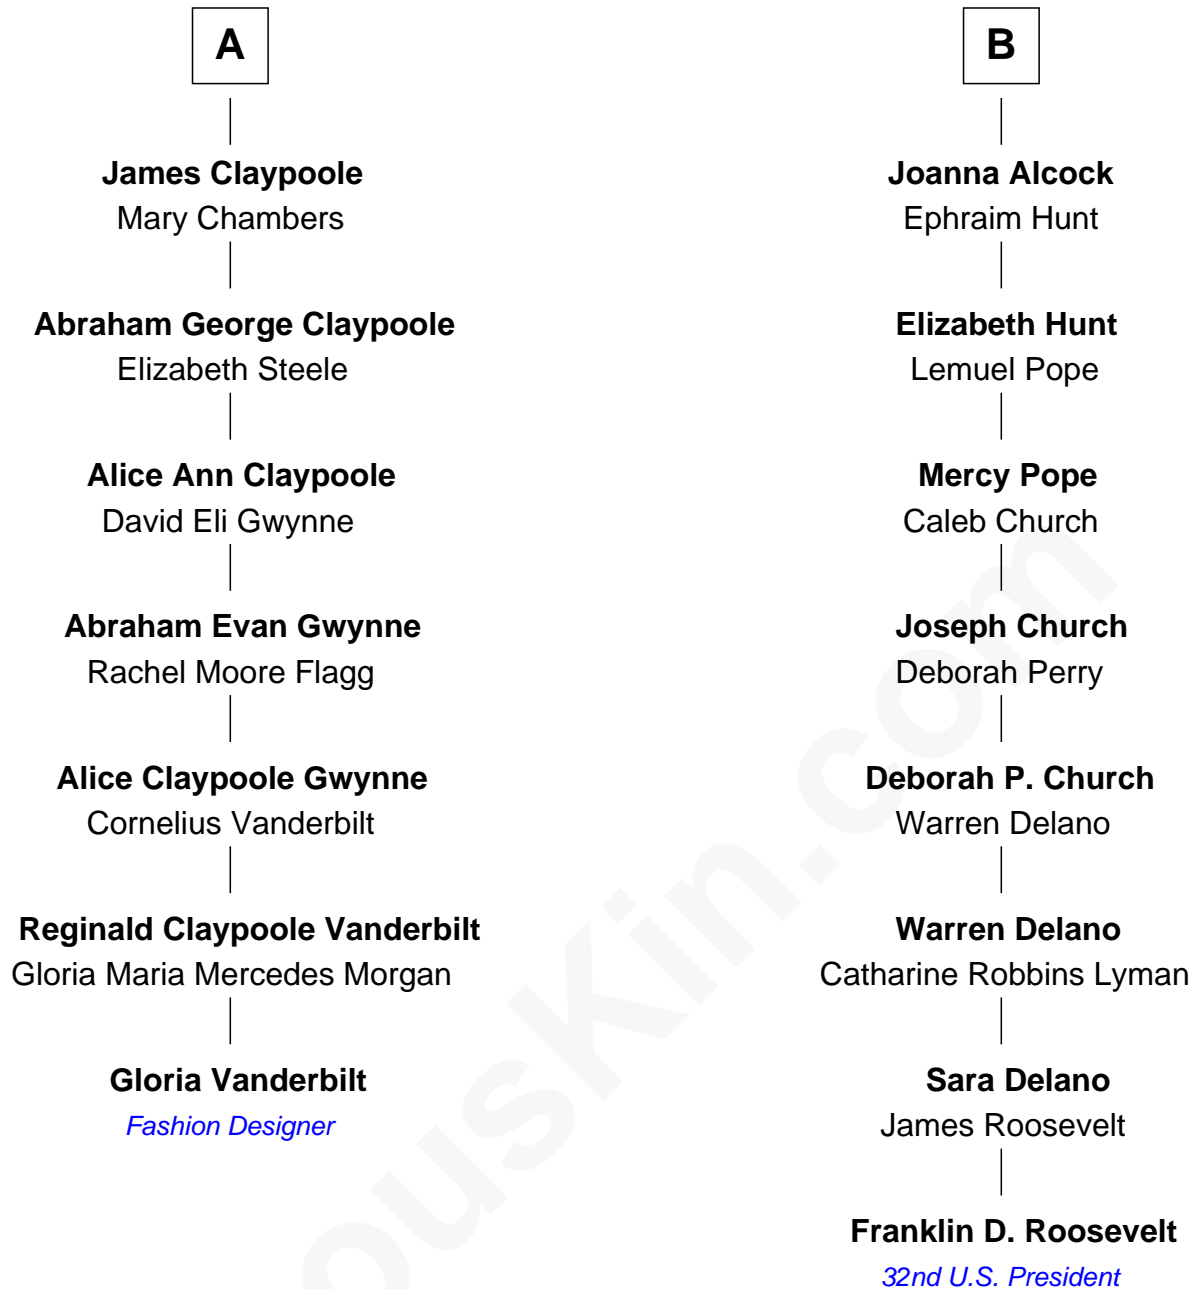 A
James Claypoole
Mary Chambers
Abraham George Claypoole
Elizabeth Steele
Alice Ann Claypoole
David Eli Gwynne
Abraham Evan Gwynne
Rachel Moore Flagg
Alice Claypoole Gwynne
Cornelius Vanderbilt
Reginald Claypoole Vanderbilt
Gloria Maria Mercedes Morgan
Gloria Vanderbilt
Fashion Designer
B
Joanna Alcock
Ephraim Hunt
Elizabeth Hunt
Lemuel Pope
Mercy Pope
Caleb Church
Joseph Church
Deborah Perry
Deborah P. Church
Warren Delano
Warren Delano
Catharine Robbins Lyman
Sara Delano
James Roosevelt
Franklin D. Roosevelt
32nd U.S. President
ousKin.com